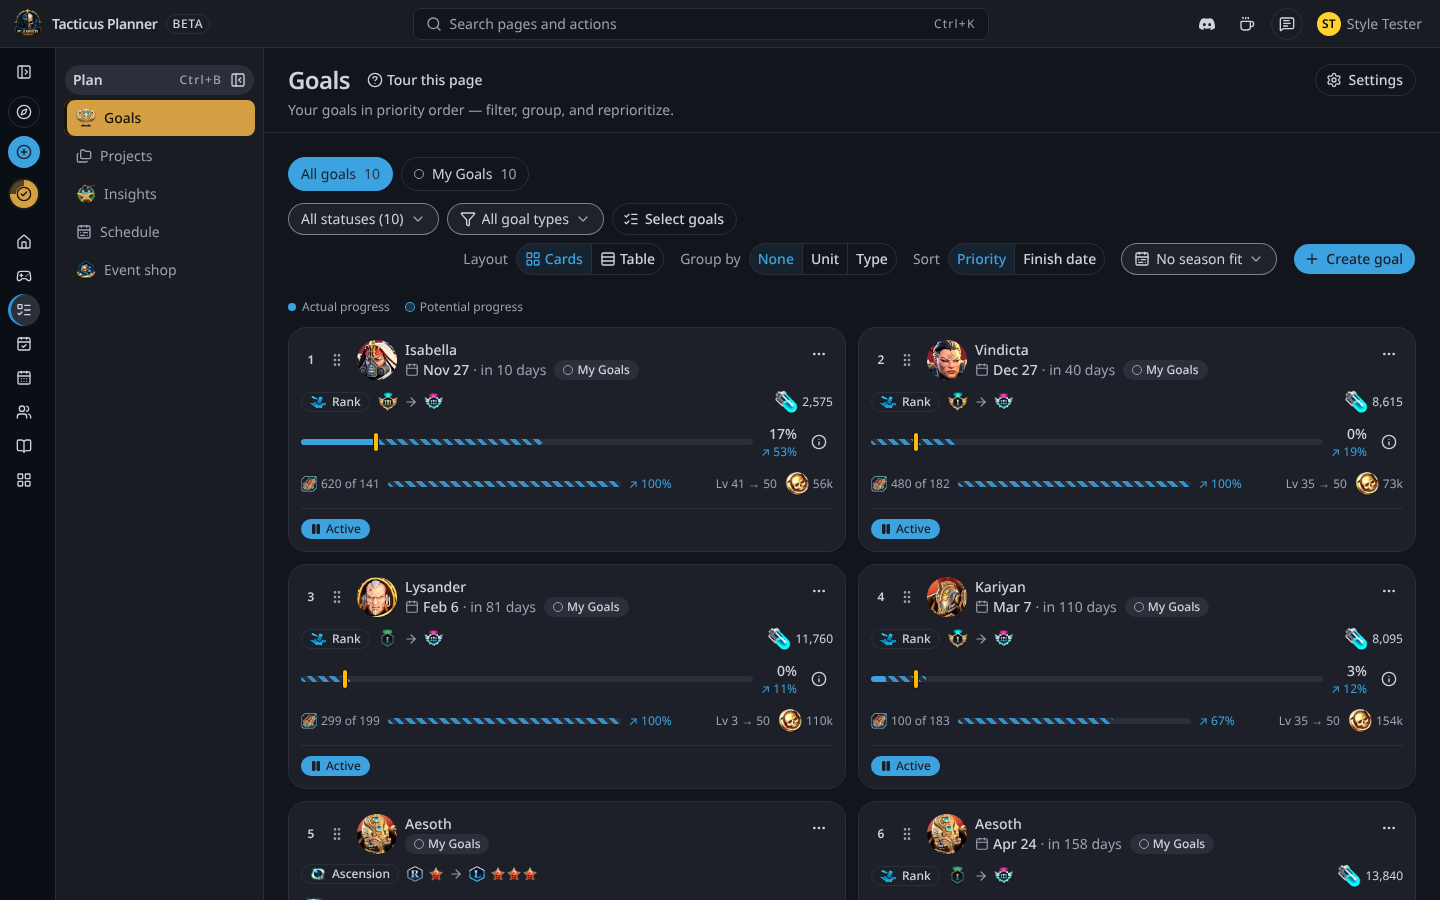 Tacticus Planner BETA
Search pages and actions Ctrl+K
ST Style Tester
Plan Ctrl+B
Goals
Projects
Insights
Schedule
Event shop
Goals Tour this page
Settings
Your goals in priority order — filter, group, and reprioritize.
All goals 10 My Goals 10
All statuses (10) All goal types Select goals
Layout Cards Table Group by None Unit Type Sort Priority Finish date No season fit Create goal
Actual progress Potential progress
1 Isabella
Nov 27 · in 10 days My Goals
Rank 2,575
17%
53%
620 of 141 100% Lv 41 → 50 56k
Active
2 Vindicta
Dec 27 · in 40 days My Goals
Rank 8,615
0%
19%
480 of 182 100% Lv 35 → 50 73k
Active
3 Lysander
Feb 6 · in 81 days My Goals
Rank 11,760
0%
11%
299 of 199 100% Lv 3 → 50 110k
Active
4 Kariyan
Mar 7 · in 110 days My Goals
Rank 8,095
3%
12%
100 of 183 67% Lv 35 → 50 154k
Active
5 Aesoth
My Goals
Ascension R L
6 Aesoth
Apr 24 · in 158 days My Goals
Rank 13,840